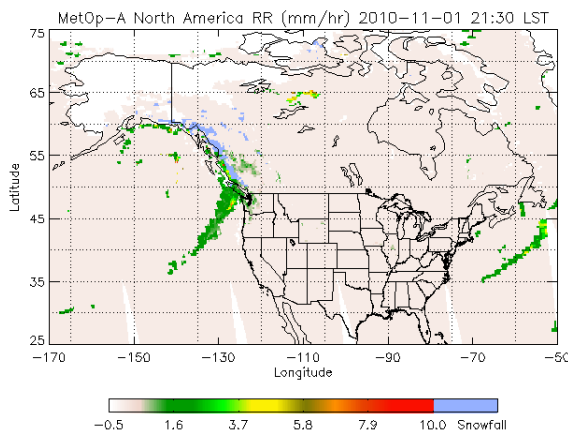 MetOp-A North America RR (mm/hr) 2010-11-01 21:30 LST
75
65
55
45
35
25
Latitude
-170 -150 -130 -110 -90 -70 -50
Longitude
-0.5 1.6 3.7 5.8 7.9 10.0 Snowfall